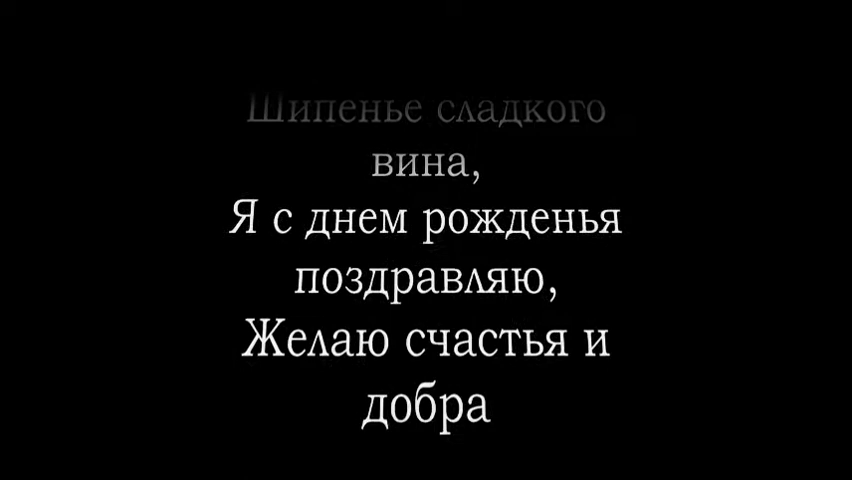 Шипенье сладкого
вина,
Я с днем рожденья
поздравляю,
Желаю счастья и
добра